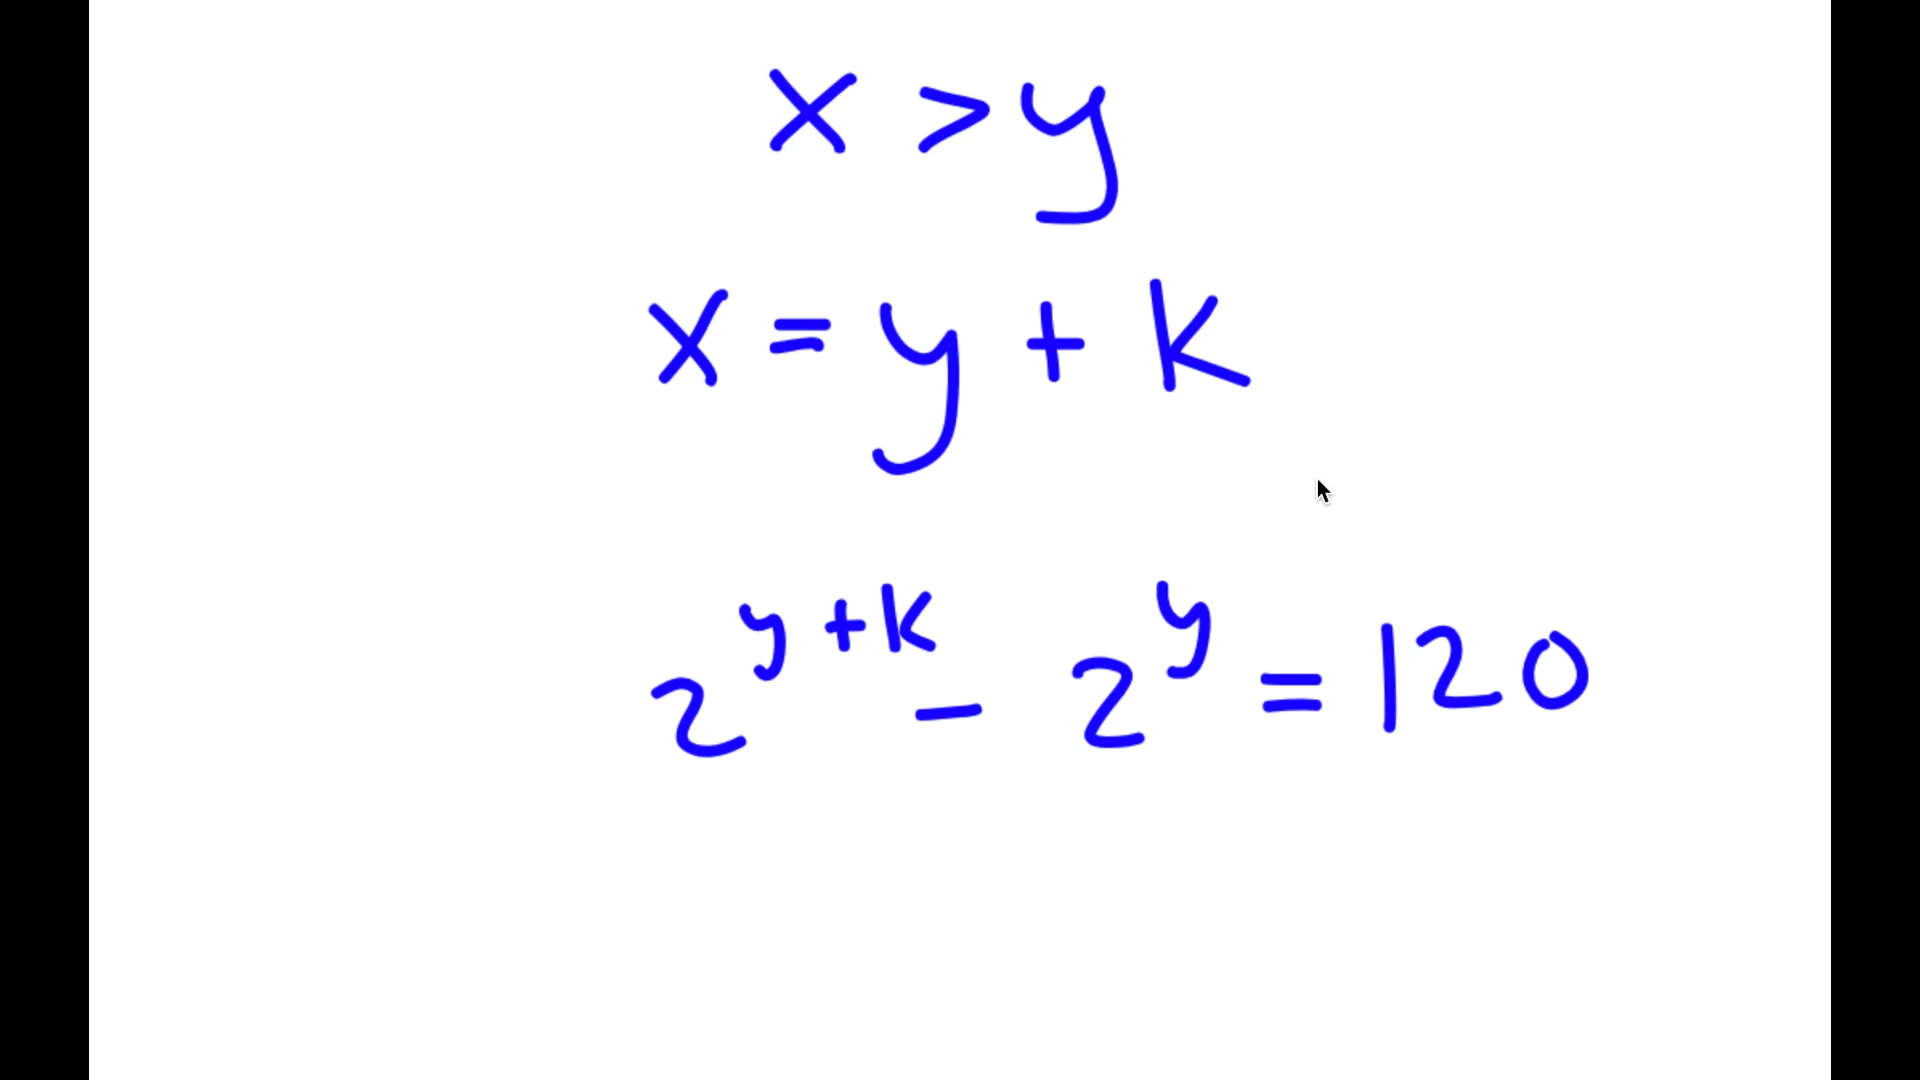 x > y
x = y + k
2^{y+k} - 2^y = 120